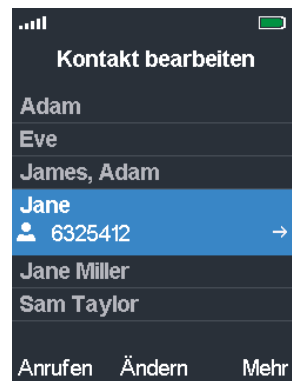 Kontakt bearbeiten
Adam
Eve
James, Adam
Jane
6325412
Jane Miller
Sam Taylor
Anrufen Ändern Mehr